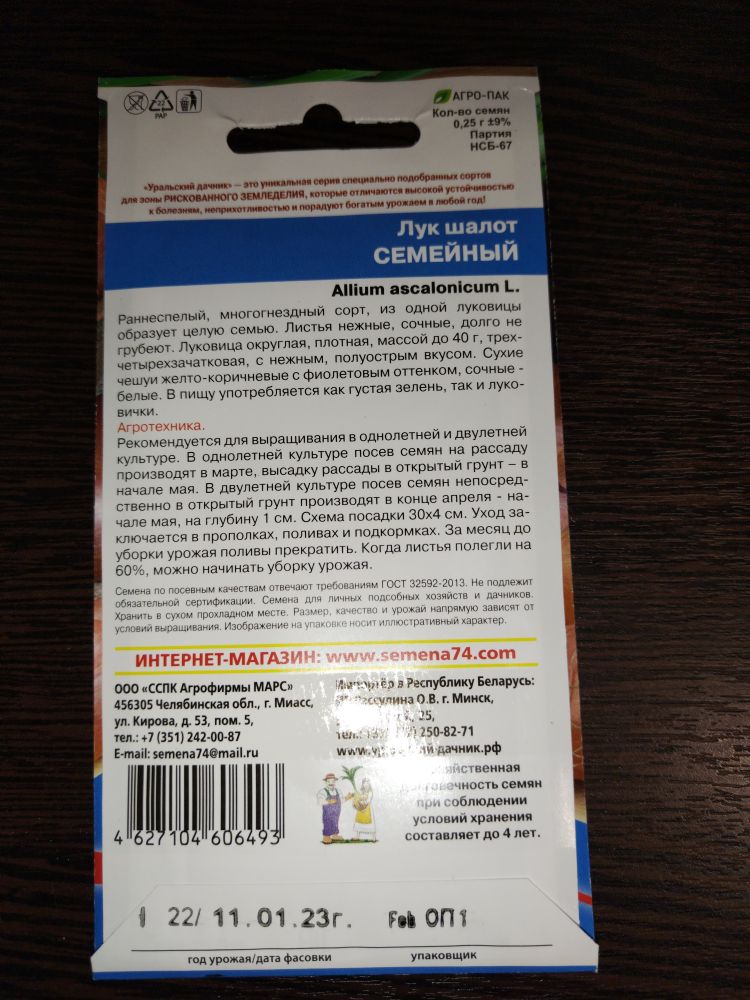 АГРО-ПАК
22
PAP
Кол-во семян
0,25 г ±9%
Партия
НСБ-67
«Уральский дачник» — это уникальная серия специально подобранных сортов
для зоны РИСКОВАННОГО ЗЕМЛЕДЕЛИЯ, которые отличаются высокой устойчивостью
к болезням, неприхотливостью и порадуют богатым урожаем в любой год!
Лук шалот
СЕМЕЙНЫЙ
Allium ascalonicum L.
Раннеспелый, многогнездный сорт, из одной луковицы
образует целую семью. Листья нежные, сочные, долго не
грубеют. Луковица округлая, плотная, массой до 40 г, трех-
четырехзачатковая, с нежным, полуострым вкусом. Сухие
чешуи желто-коричневые с фиолетовым оттенком, сочные -
белые. В пищу употребляется как густая зелень, так и луко-
вички.
Агротехника.
Рекомендуется для выращивания в однолетней и двулетней
культуре. В однолетней культуре посев семян на рассаду
производят в марте, высадку рассады в открытый грунт – в
начале мая. В двулетней культуре посев семян непосред-
ственно в открытый грунт производят в конце апреля - на-
чале мая, на глубину 1 см. Схема посадки 30х4 см. Уход за-
ключается в прополках, поливах и подкормках. За месяц до
уборки урожая поливы прекратить. Когда листья полегли на
60%, можно начинать уборку урожая.
Семена по посевным качествам отвечают требованиям ГОСТ 32592-2013. Не подлежит
обязательной сертификации. Семена для личных подсобных хозяйств и дачников.
Хранить в сухом прохладном месте. Размер, качество и урожай напрямую зависят от
условий выращивания. Изображение на упаковке носит иллюстративный характер.
ИНТЕРНЕТ-МАГАЗИН: www.semena74.com
ООО «ССПК Агрофирмы МАРС»
456305 Челябинская обл., г. Миасс,
ул. Кирова, д. 53, пом. 5,
тел.: +7 (351) 242-00-87
E-mail: semena74@mail.ru
Импортёр в Республику Беларусь:
О.В. г. Минск,
25,
250-82-71
4 627104 606493
долговечность семян
при соблюдении
условий хранения
составляет до 4 лет.
1 22/ 11.01.23г. Feb ОП1
год урожая/дата фасовки упаковщик